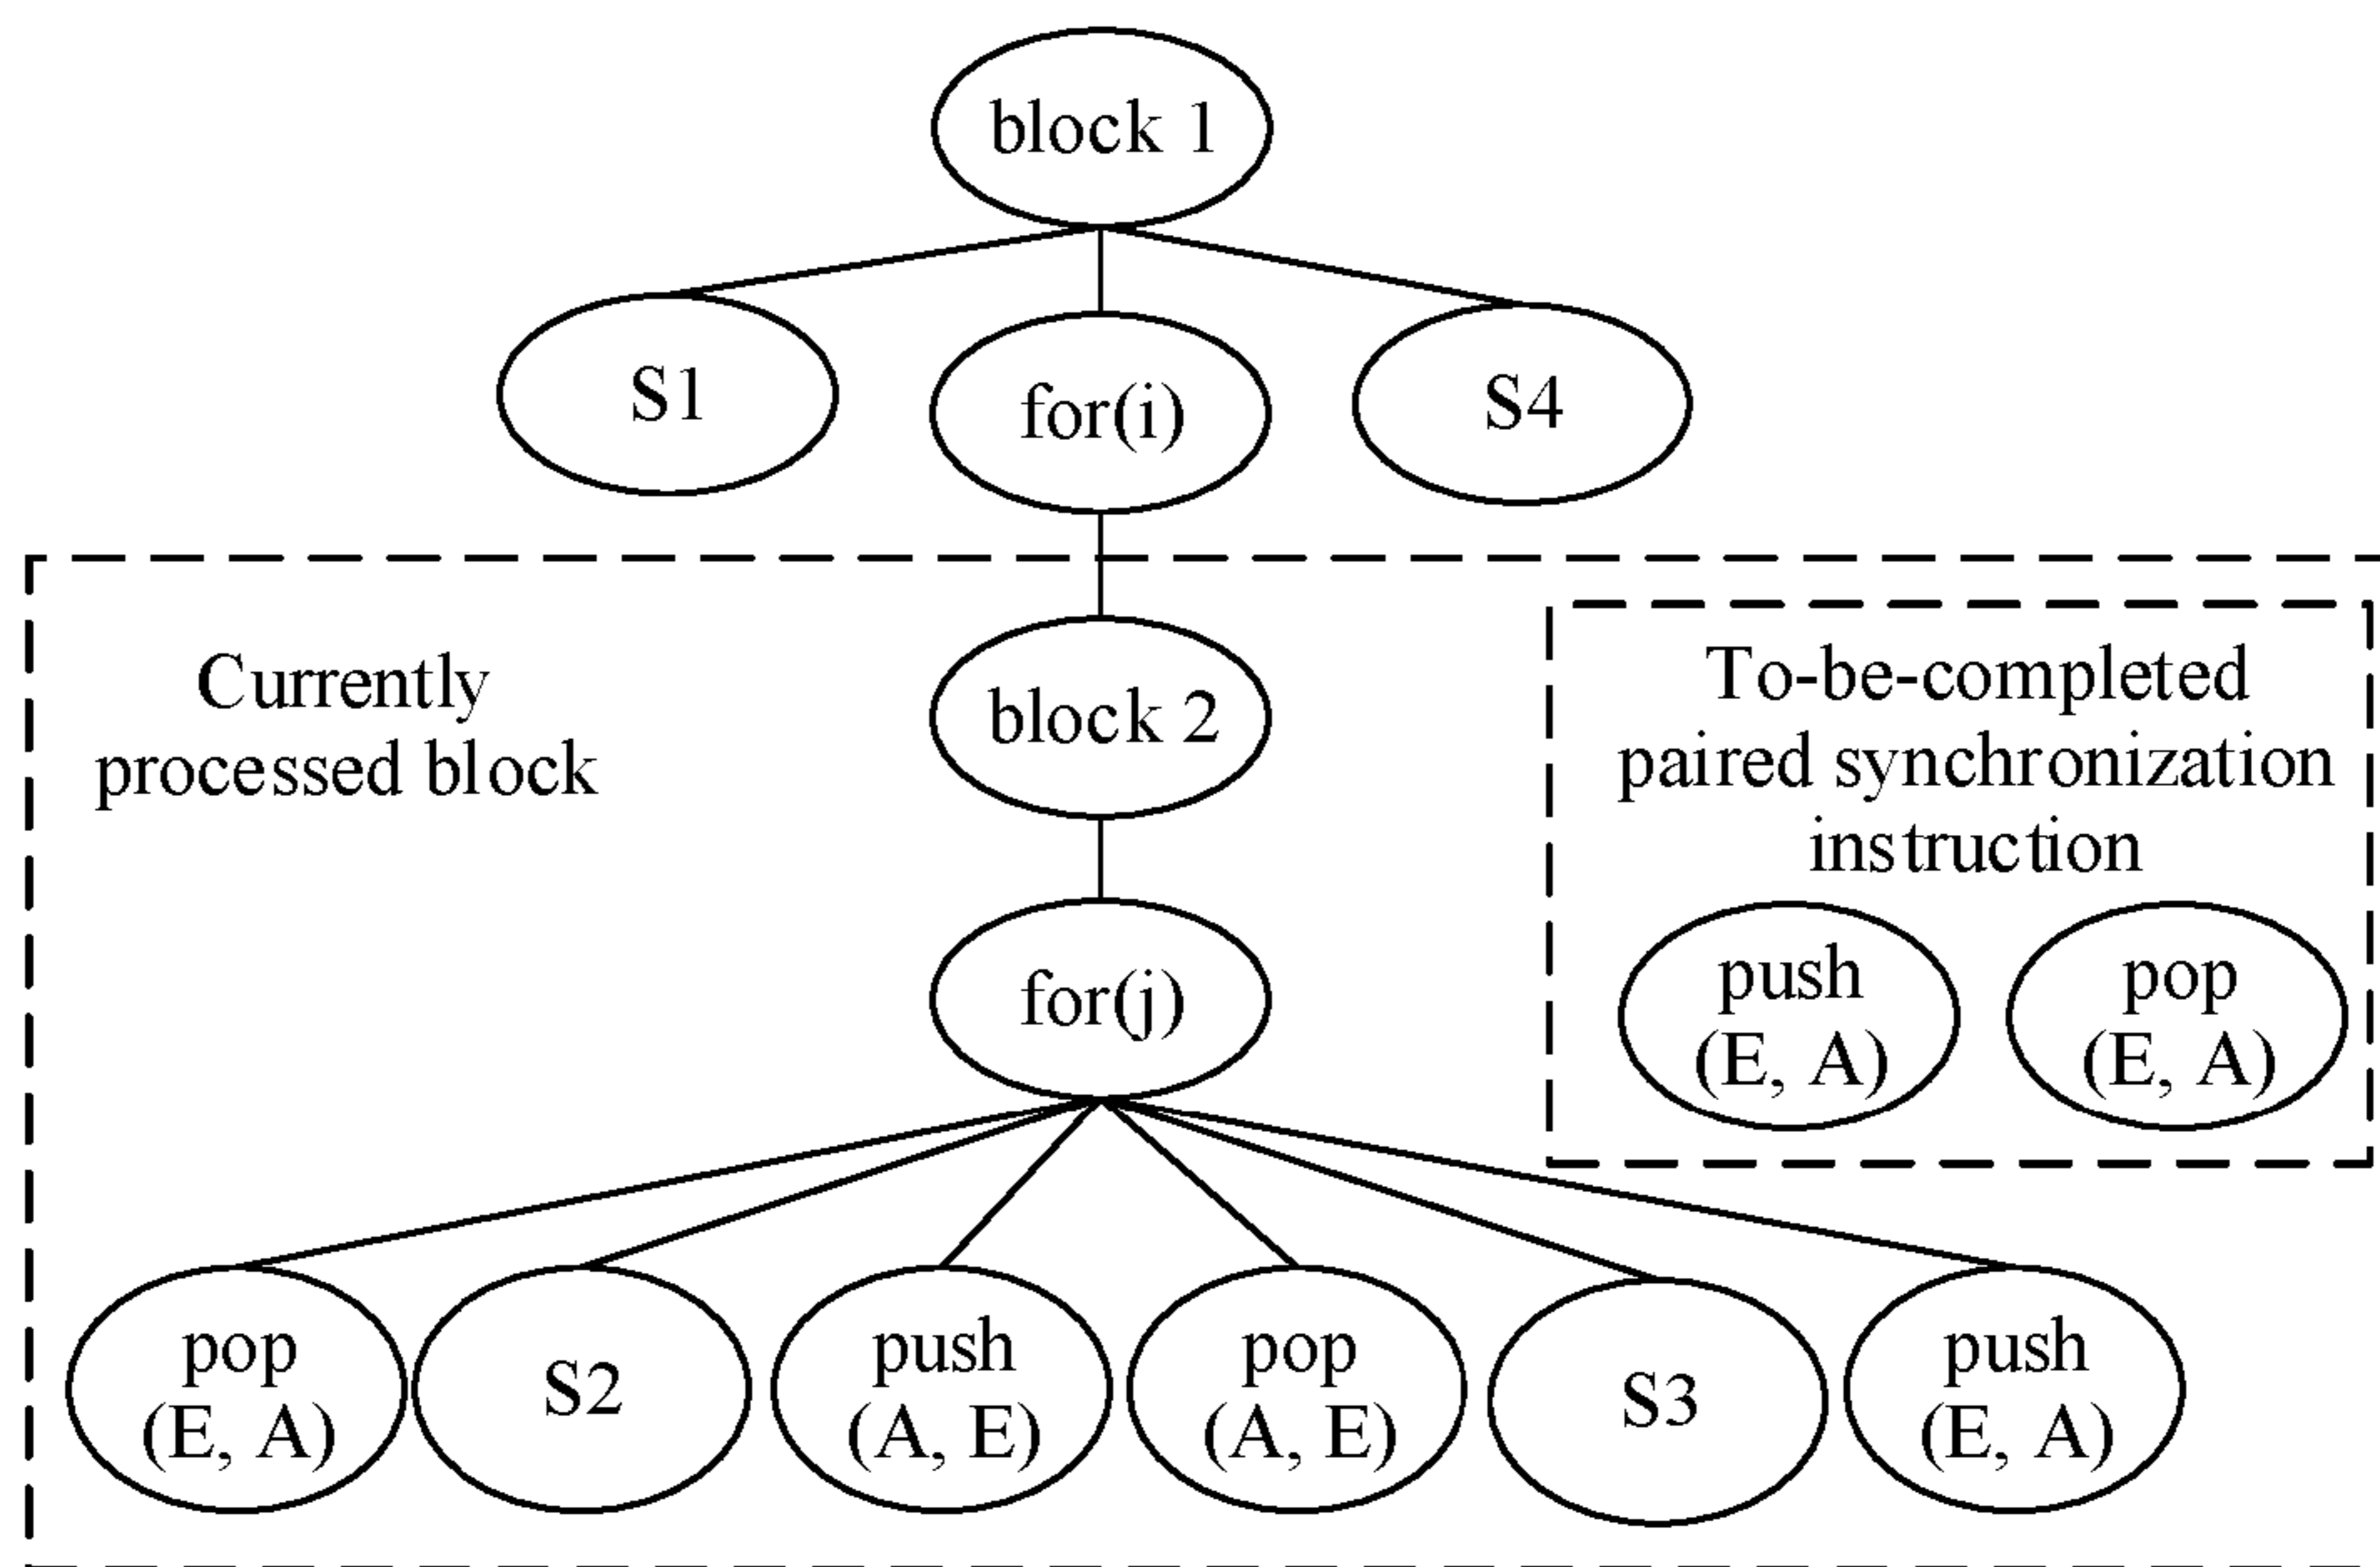 block 1
S1
for(i)
S4
Currently
processed block
block 2
To-be-completed
paired synchronization
instruction
for(j)
push
(E, A)
pop
(E, A)
pop
(E, A)
S2
push
(A, E)
pop
(A, E)
S3
push
(E, A)